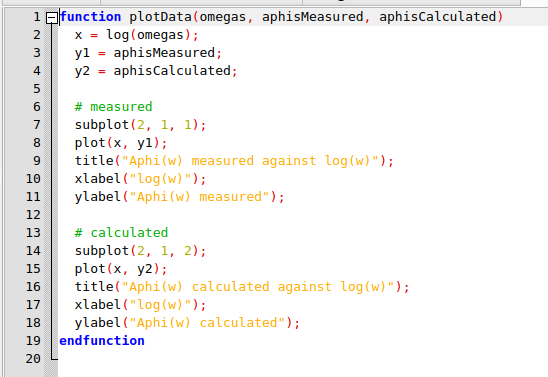 1 function plotData(omegas, aphisMeasured, aphisCalculated)
2 x = log(omegas);
3 y1 = aphisMeasured;
4 y2 = aphisCalculated;
5
6 # measured
7 subplot(2, 1, 1);
8 plot(x, y1);
9 title("Aphi(w) measured against log(w)");
10 xlabel("log(w)");
11 ylabel("Aphi(w) measured");
12
13 # calculated
14 subplot(2, 1, 2);
15 plot(x, y2);
16 title("Aphi(w) calculated against log(w)");
17 xlabel("log(w)");
18 ylabel("Aphi(w) calculated");
19 endfunction
20